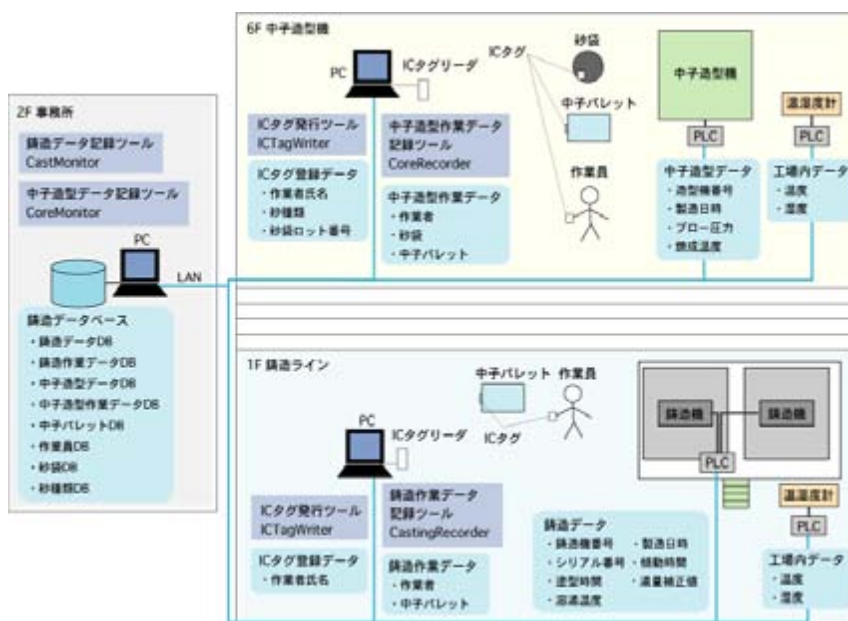 2F 事務所
鋳造データ記録ツール
CastMonitor
中子造型データ記録ツール
CoreMonitor
PC
LAN
鋳造データベース
・鋳造データDB
・鋳造作業データDB
・中子造型データDB
・中子造型作業データDB
・中子パレットDB
・作業員DB
・砂袋DB
・砂種類DB
6F 中子造型機
PC
ICタグリーダ
ICタグ発行ツール
ICTagWriter
ICタグ登録データ
・作業者氏名
・砂種類
・砂袋ロット番号
中子造型作業データ
記録ツール
CoreRecorder
中子造型作業データ
・作業者
・砂袋
・中子パレット
ICタグ
砂袋
中子パレット
作業員
中子造型機
PLC
中子造型データ
・造型機番号
・製造日時
・ブロー圧力
・焼成温度
温湿度計
PLC
工場内データ
・温度
・湿度
1F 鋳造ライン
PC
ICタグリーダ
ICタグ発行ツール
ICTagWriter
ICタグ登録データ
・作業者氏名
鋳造作業データ
記録ツール
CastingRecorder
鋳造作業データ
・作業者
・中子パレット
中子パレット
作業員
ICタグ
鋳造機
鋳造機
PLC
鋳造データ
・鋳造機番号 ・製造日時
・シリアル番号 ・傾動時間
・塗型時間 ・湯量補正値
・溶湯温度
温湿度計
PLC
工場内データ
・温度
・湿度